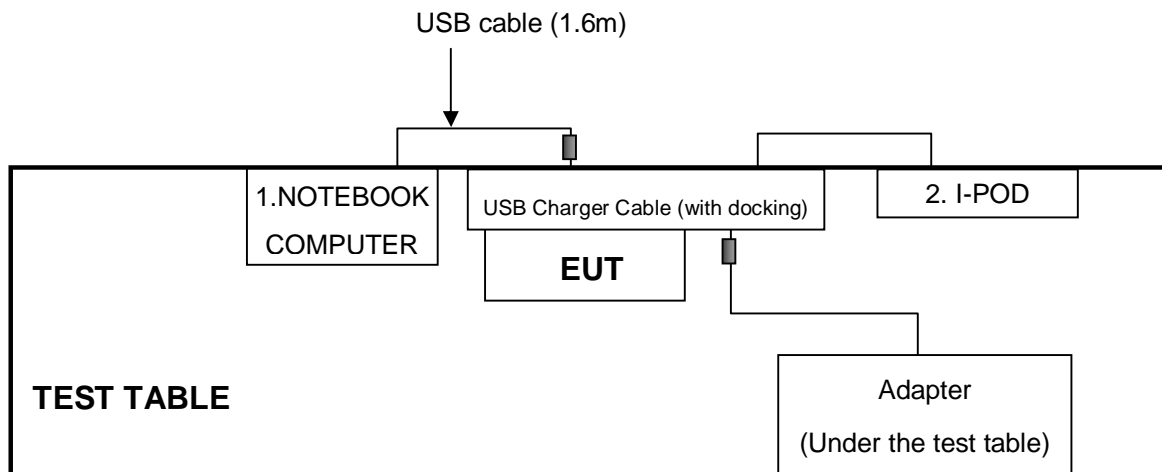 USB cable (1.6m)
1.NOTEBOOK
COMPUTER
USB Charger Cable (with docking)
2. I-POD
EUT
TEST TABLE
Adapter
(Under the test table)